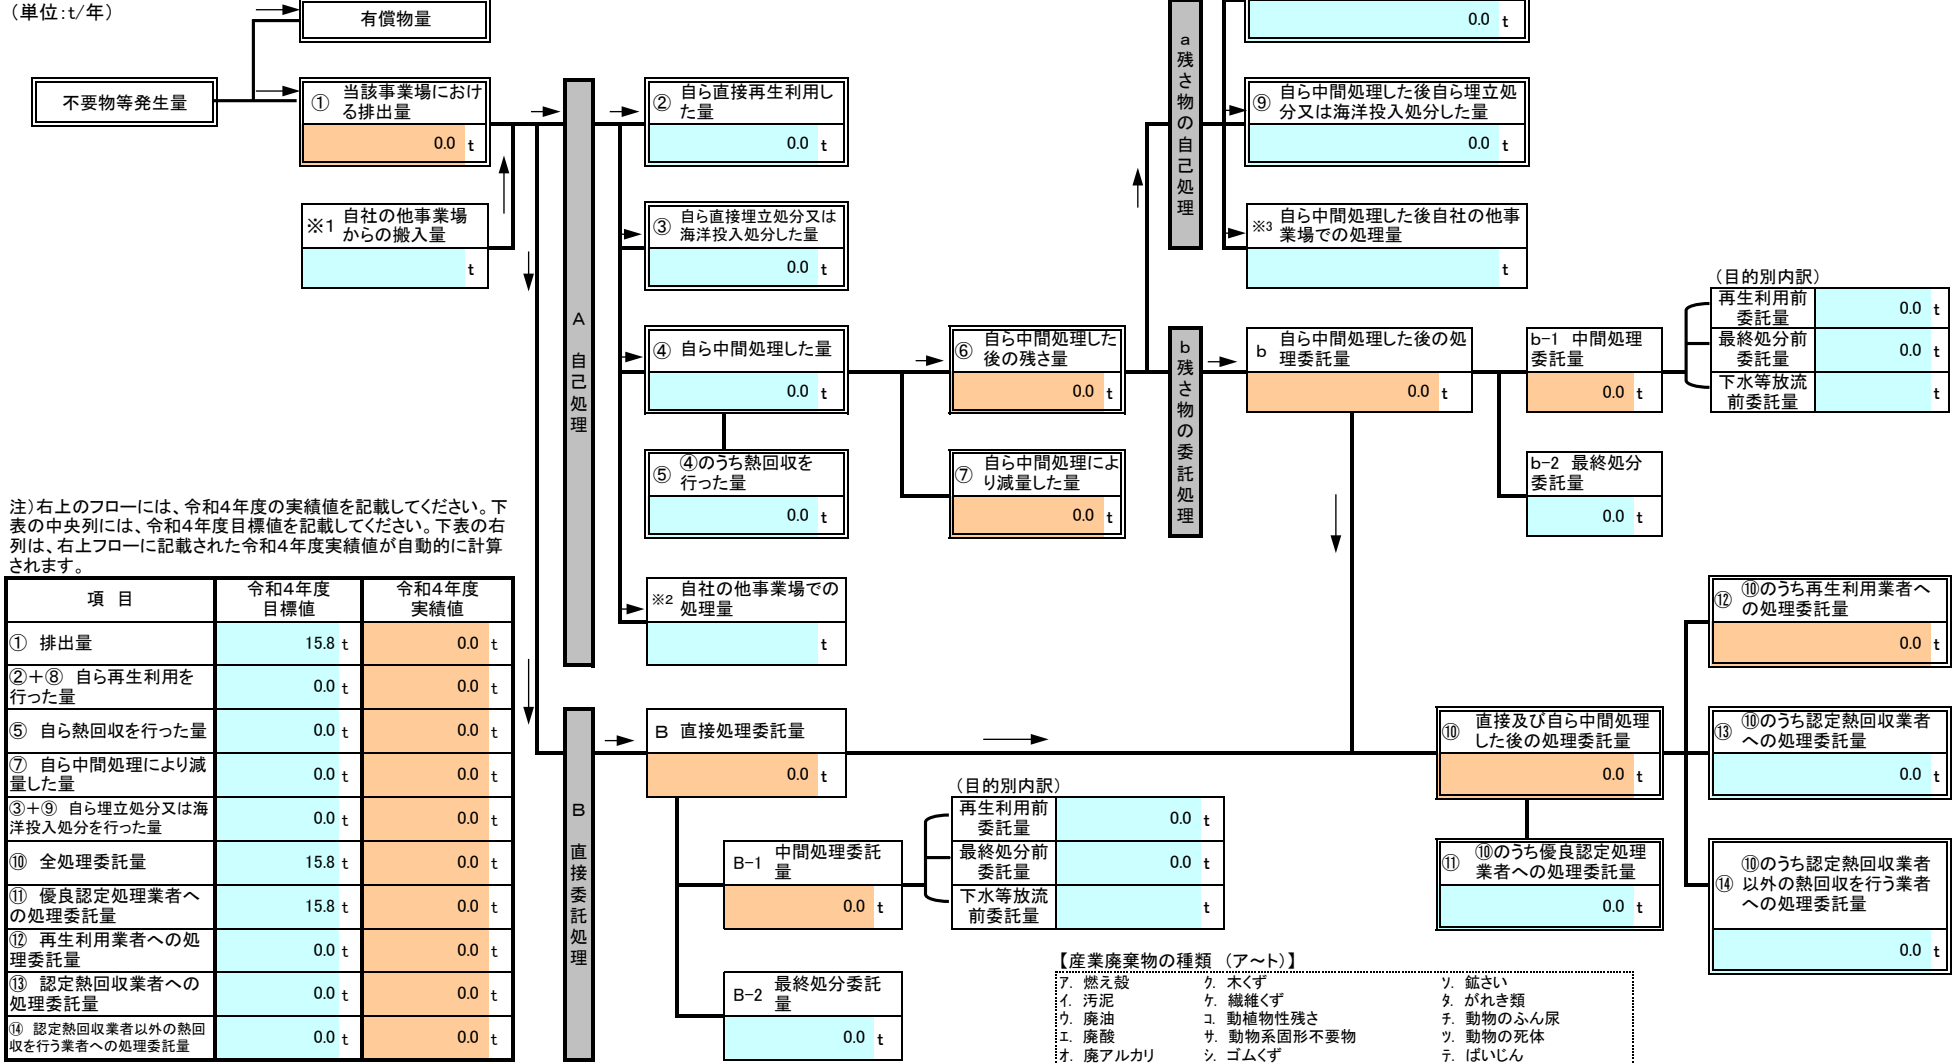 （単位：t/年）
有償物量
不要物等発生量
① 当該事業場におけ
る排出量
0.0 t
※1 自社の他事業場
からの搬入量
t
A 自己処理
② 自ら直接再生利用し
た量
0.0 t
③ 自ら直接埋立処分又は
海洋投入処分した量
0.0 t
④ 自ら中間処理した量
0.0 t
⑤ ④のうち熱回収を
行った量
0.0 t
※2 自社の他事業場での
処理量
t
⑥ 自ら中間処理した
後の残さ量
0.0 t
⑦ 自ら中間処理によ
り減量した量
0.0 t
a 残さ物の自己処理
0.0 t
⑨ 自ら中間処理した後自ら埋立処
分又は海洋投入処分した量
0.0 t
※3 自ら中間処理した後自社の他事
業場での処理量
t
b 残さ物の委託処理
b 自ら中間処理した後の処
理委託量
0.0 t
b-1 中間処理
委託量
0.0 t
b-2 最終処分
委託量
0.0 t
（目的別内訳）
再生利用前
委託量
0.0 t
最終処分前
委託量
0.0 t
下水等放流
前委託量
t
注）右上のフローには、令和４年度の実績値を記載してください。下
表の中央列には、令和４年度目標値を記載してください。下表の右
列は、右上フローに記載された令和４年度実績値が自動的に計算
されます。
項 目
令和４年度
目標値
令和４年度
実績値
① 排出量 15.8 t 0.0 t
②＋⑧ 自ら再生利用を
行った量 0.0 t 0.0 t
⑤ 自ら熱回収を行った量 0.0 t 0.0 t
⑦ 自ら中間処理により減
量した量 0.0 t 0.0 t
③＋⑨ 自ら埋立処分又は海
洋投入処分を行った量 0.0 t 0.0 t
⑩ 全処理委託量 15.8 t 0.0 t
⑪ 優良認定処理業者へ
の処理委託量 15.8 t 0.0 t
⑫ 再生利用業者への処
理委託量 0.0 t 0.0 t
⑬ 認定熱回収業者への
処理委託量 0.0 t 0.0 t
⑭ 認定熱回収業者以外の熱回
収を行う業者への処理委託量 0.0 t 0.0 t
B 直接委託処理
B 直接処理委託量
0.0 t
B-1 中間処理委託
量
0.0 t
B-2 最終処分委託
量
0.0 t
（目的別内訳）
再生利用前
委託量
0.0 t
最終処分前
委託量
0.0 t
下水等放流
前委託量
t
⑩ 直接及び自ら中間処理
した後の処理委託量
0.0 t
⑪ ⑩のうち優良認定処理
業者への処理委託量
0.0 t
⑫ ⑩のうち再生利用業者へ
の処理委託量
0.0 t
⑬ ⑩のうち認定熱回収業者
への処理委託量
0.0 t
⑭ ⑩のうち認定熱回収業者
以外の熱回収を行う業者
への処理委託量
0.0 t
【産業廃棄物の種類 （ア～ト）】
ア. 燃え殻 ク. 木くず ソ. 鉱さい
イ. 汚泥 ケ. 繊維くず タ. がれき類
ウ. 廃油 コ. 動植物性残さ チ. 動物のふん尿
エ. 廃酸 サ. 動物系固形不要物 ツ. 動物の死体
オ. 廃アルカリ シ. ゴムくず テ. ばいじん